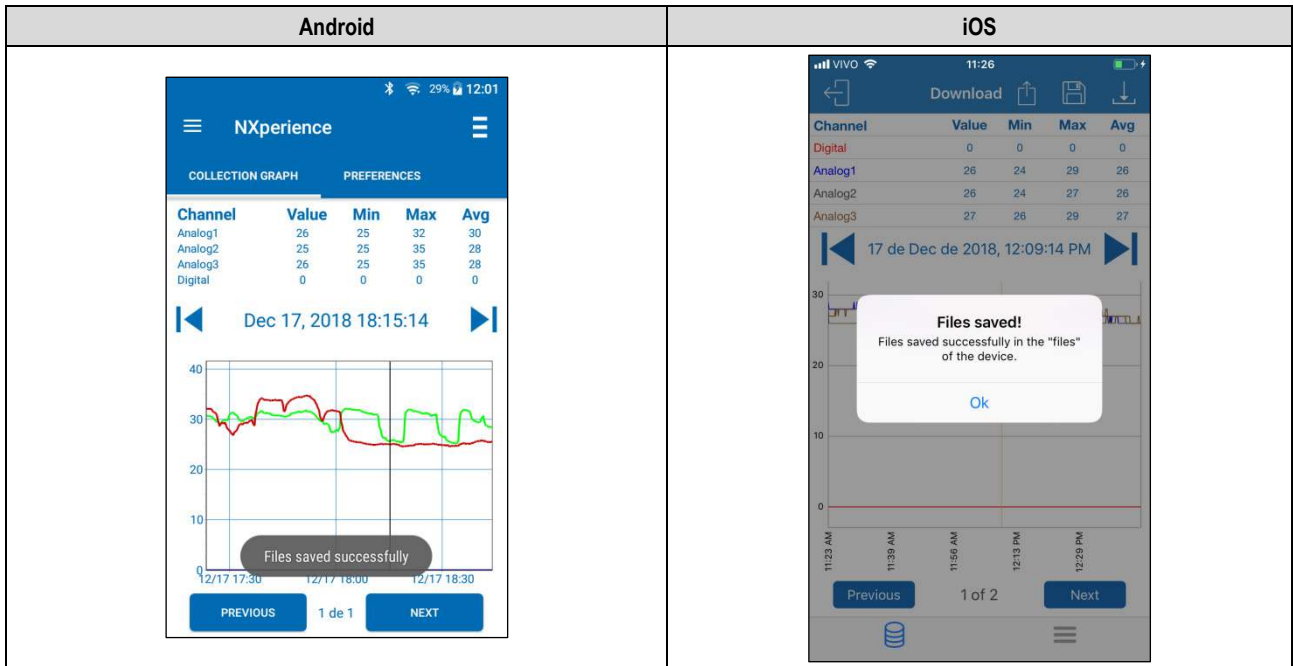 Android
iOS
29% 12:01
NXperience
COLLECTION GRAPH PREFERENCES
Channel Value Min Max Avg
Analog1 26 25 32 30
Analog2 25 25 35 28
Analog3 26 25 35 28
Digital 0 0 0 0
Dec 17, 2018 18:15:14
40
30
20
10
0
Files saved successfully
12/17 17:30 12/17 18:00 12/17 18:30
PREVIOUS 1 de 1 NEXT
VIVO 11:26
Download
Channel Value Min Max Avg
Digital 0 0 0 0
Analog1 26 24 29 26
Analog2 26 24 27 26
Analog3 27 26 29 27
17 de Dec de 2018, 12:09:14 PM
30
20
10
0
Files saved!
Files saved successfully in the "files"
of the device.
Ok
11:23 AM 11:39 AM 11:56 AM 12:13 PM 12:29 PM
Previous 1 of 2 Next